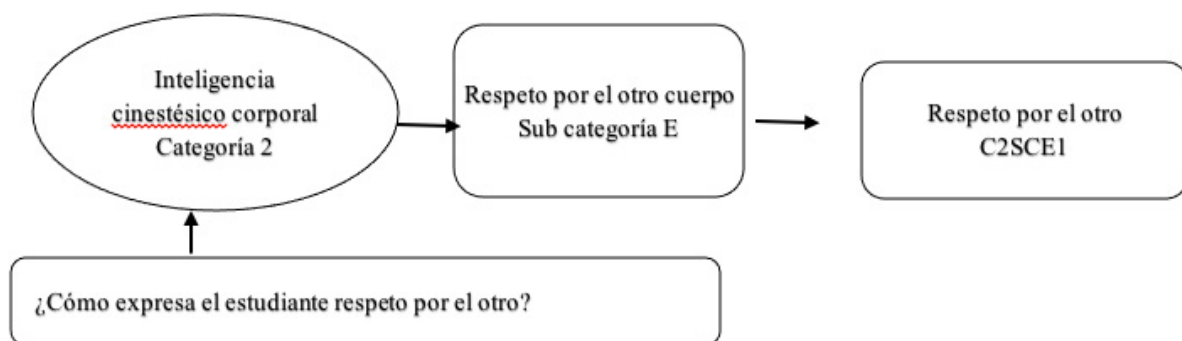 Inteligencia
cinestésico corporal
Categoría 2
Respeto por el otro cuerpo
Sub categoría E
Respeto por el otro
C2SCE1
¿Cómo expresa el estudiante respeto por el otro?